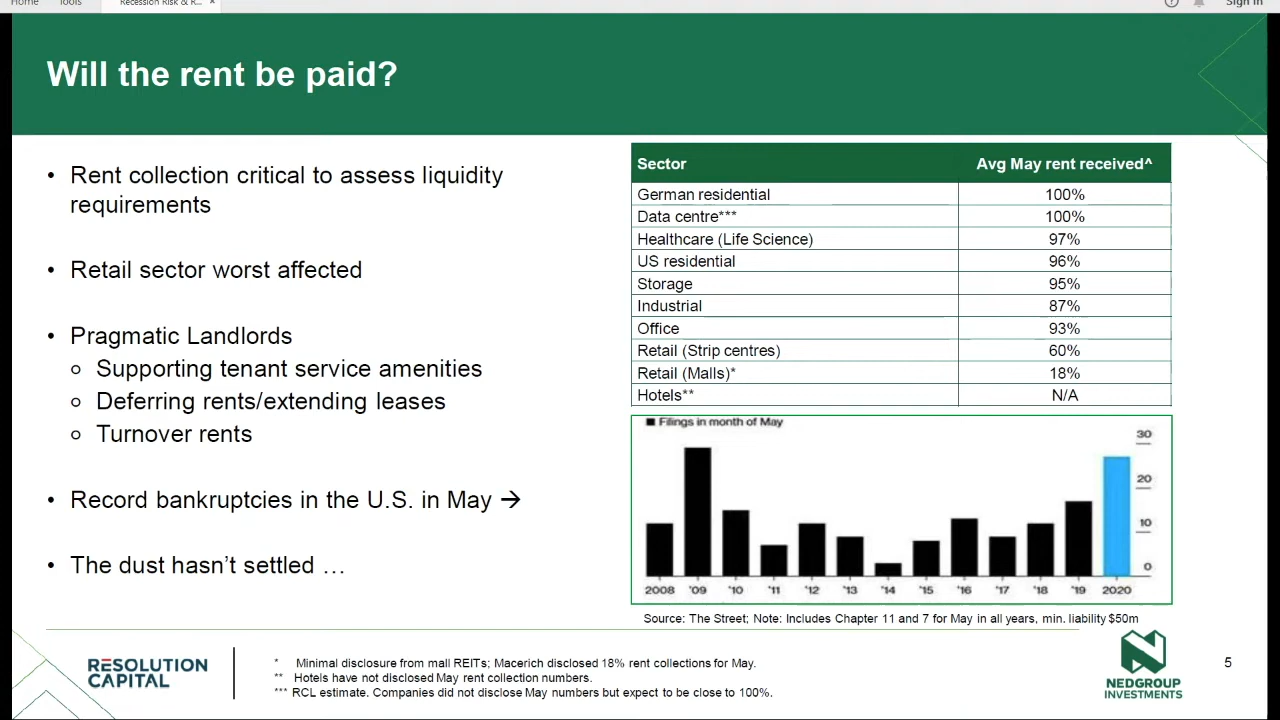 Home Tools Recession Risk & R... × Sign In
Will the rent be paid?
• Rent collection critical to assess liquidity
requirements
• Retail sector worst affected
• Pragmatic Landlords
o Supporting tenant service amenities
o Deferring rents/extending leases
o Turnover rents
• Record bankruptcies in the U.S. in May →
• The dust hasn't settled …
Sector Avg May rent received^
German residential 100%
Data centre*** 100%
Healthcare (Life Science) 97%
US residential 96%
Storage 95%
Industrial 87%
Office 93%
Retail (Strip centres) 60%
Retail (Malls)* 18%
Hotels** N/A
■ Filings in month of May
30
20
10
0
2008 '09 '10 '11 '12 '13 '14 '15 '16 '17 '18 '19 2020
Source: The Street; Note: Includes Chapter 11 and 7 for May in all years, min. liability $50m
RESOLUTION
CAPITAL
* Minimal disclosure from mall REITs; Macerich disclosed 18% rent collections for May.
** Hotels have not disclosed May rent collection numbers.
*** RCL estimate. Companies did not disclose May numbers but expect to be close to 100%.
NEDGROUP
INVESTMENTS
5